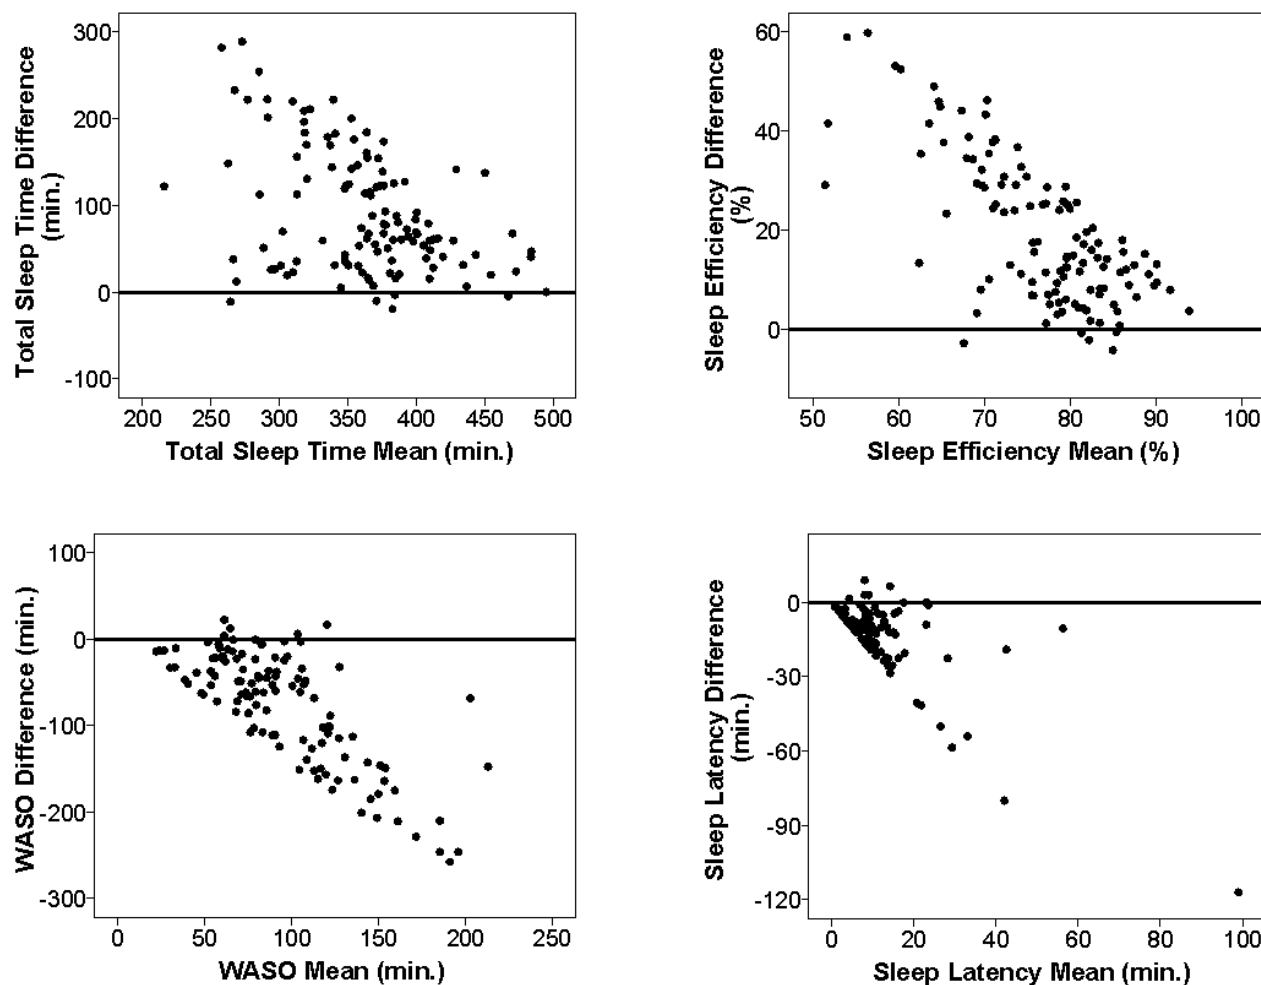 Total Sleep Time Difference
(min.)
300
200
100
0
-100
200 250 300 350 400 450 500
Total Sleep Time Mean (min.)
Sleep Efficiency Difference
(%)
60
40
20
0
50 60 70 80 90 100
Sleep Efficiency Mean (%)
WASO Difference (min.)
100
0
-100
-200
-300
0 50 100 150 200 250
WASO Mean (min.)
Sleep Latency Difference
(min.)
0
-30
-60
-90
-120
0 20 40 60 80 100
Sleep Latency Mean (min.)